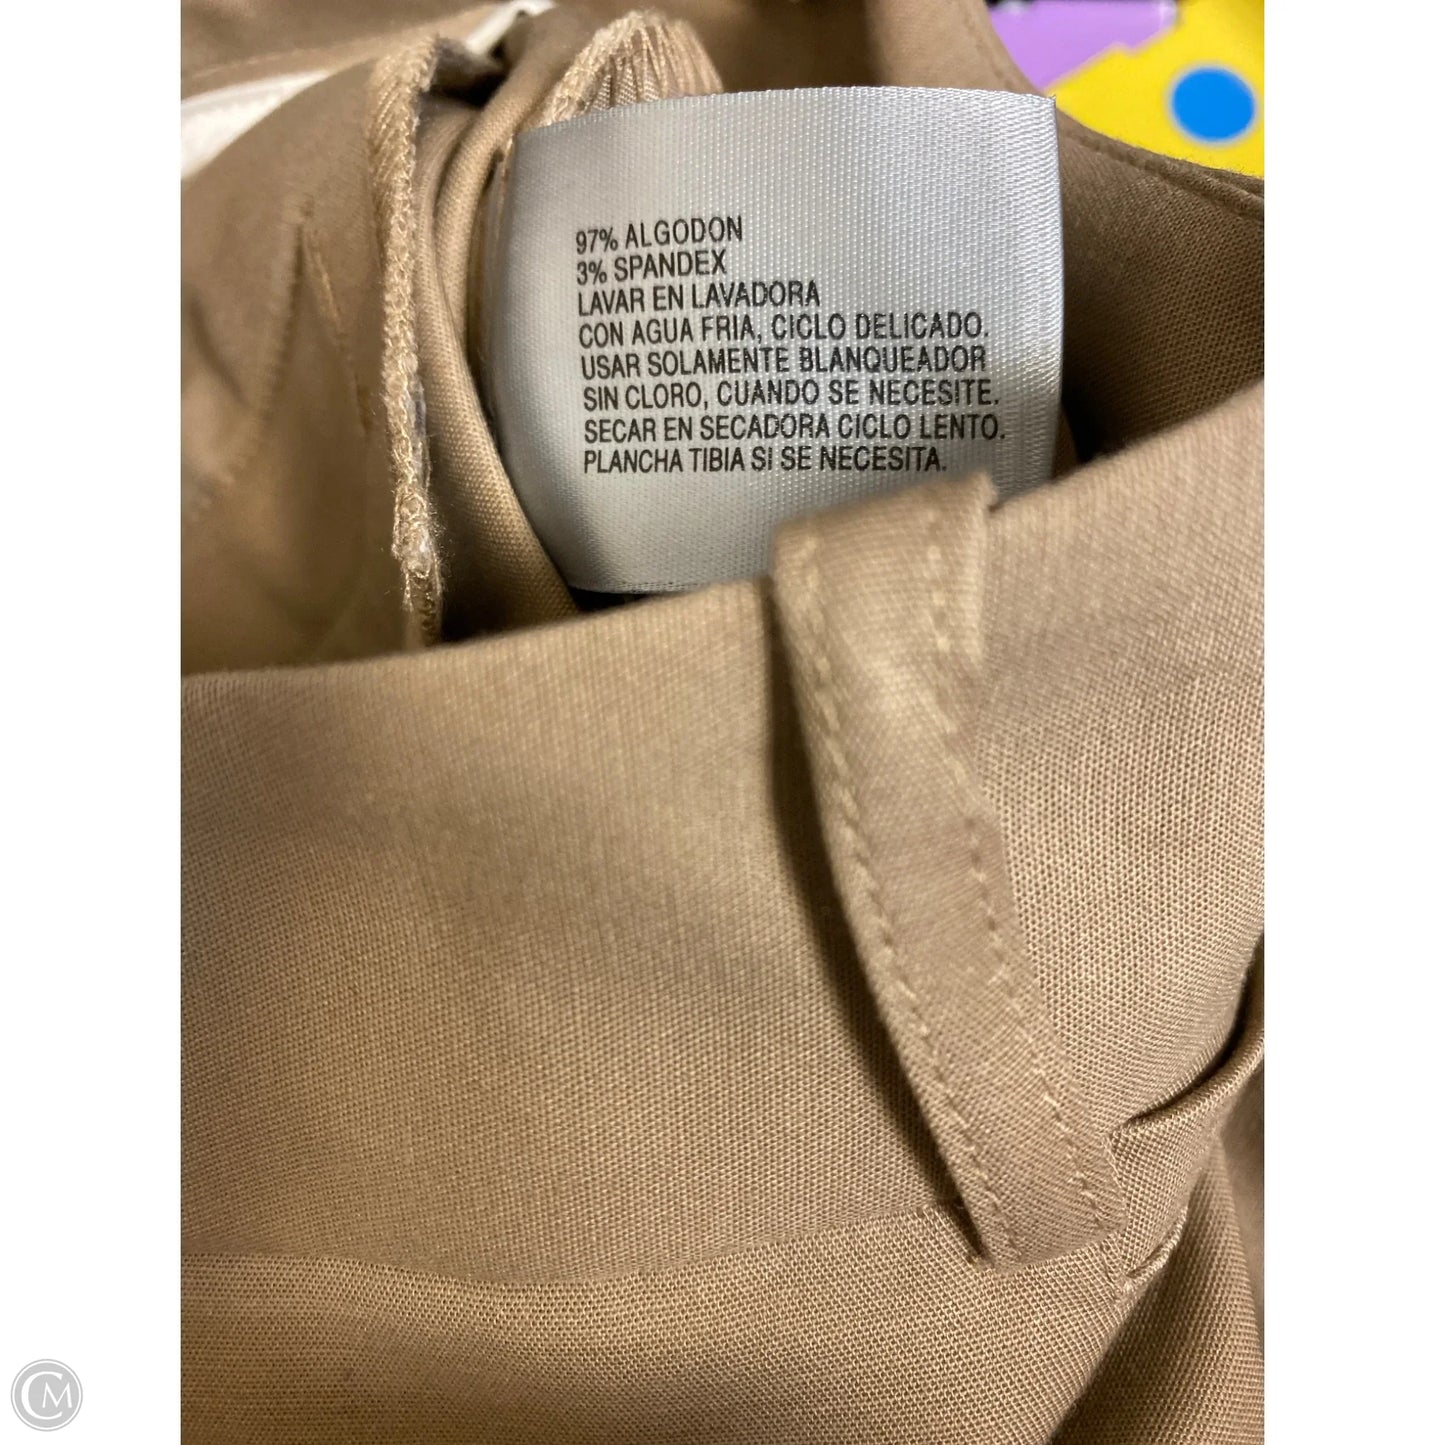 97% ALGODON
3% SPANDEX
LAVAR EN LAVADORA
CON AGUA FRIA, CICLO DELICADO.
USAR SOLAMENTE BLANQUEADOR
SIN CLORO, CUANDO SE NECESITE.
SECAR EN SECADORA CICLO LENTO.
PLANCHA TIBIA SI SE NECESITA.
CM